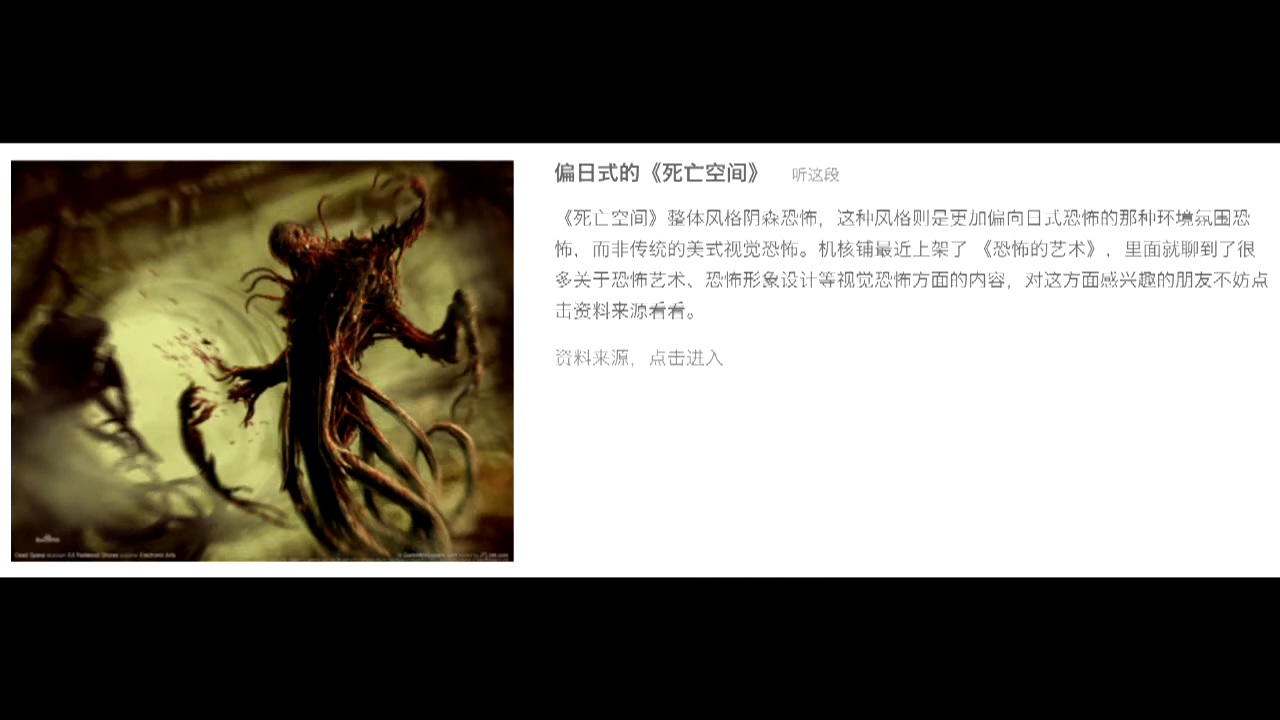 偏日式的《死亡空间》 听这段
《死亡空间》整体风格阴森恐怖，这种风格则是更加偏向日式恐怖的那种环境氛围恐
怖，而非传统的美式视觉恐怖。机核铺最近上架了 《恐怖的艺术》，里面就聊到了很
多关于恐怖艺术、恐怖形象设计等视觉恐怖方面的内容，对这方面感兴趣的朋友不妨点
击资料来源看看。
资料来源，点击进入
Dead Space
Electronic Arts